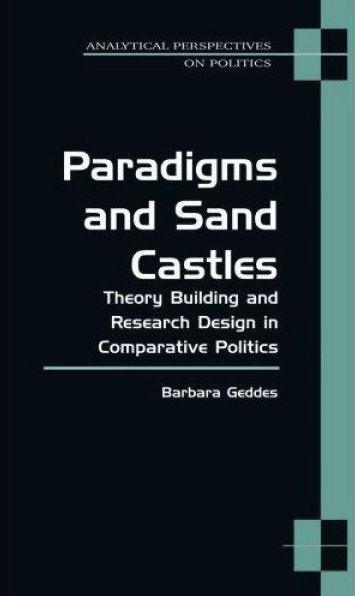 ANALYTICAL PERSPECTIVES
ON POLITICS
Paradigms
and Sand
Castles
Theory Building and
Research Design in
Comparative Politics
Barbara Geddes